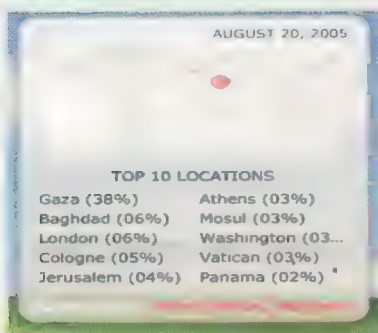 AUGUST 20, 2005
TOP 10 LOCATIONS
Gaza (38%) Athens (03%)
Baghdad (06%) Mosul (03%)
London (06%) Washington (03...
Cologne (05%) Vatican (03%)
Jerusalem (04%) Panama (02%)